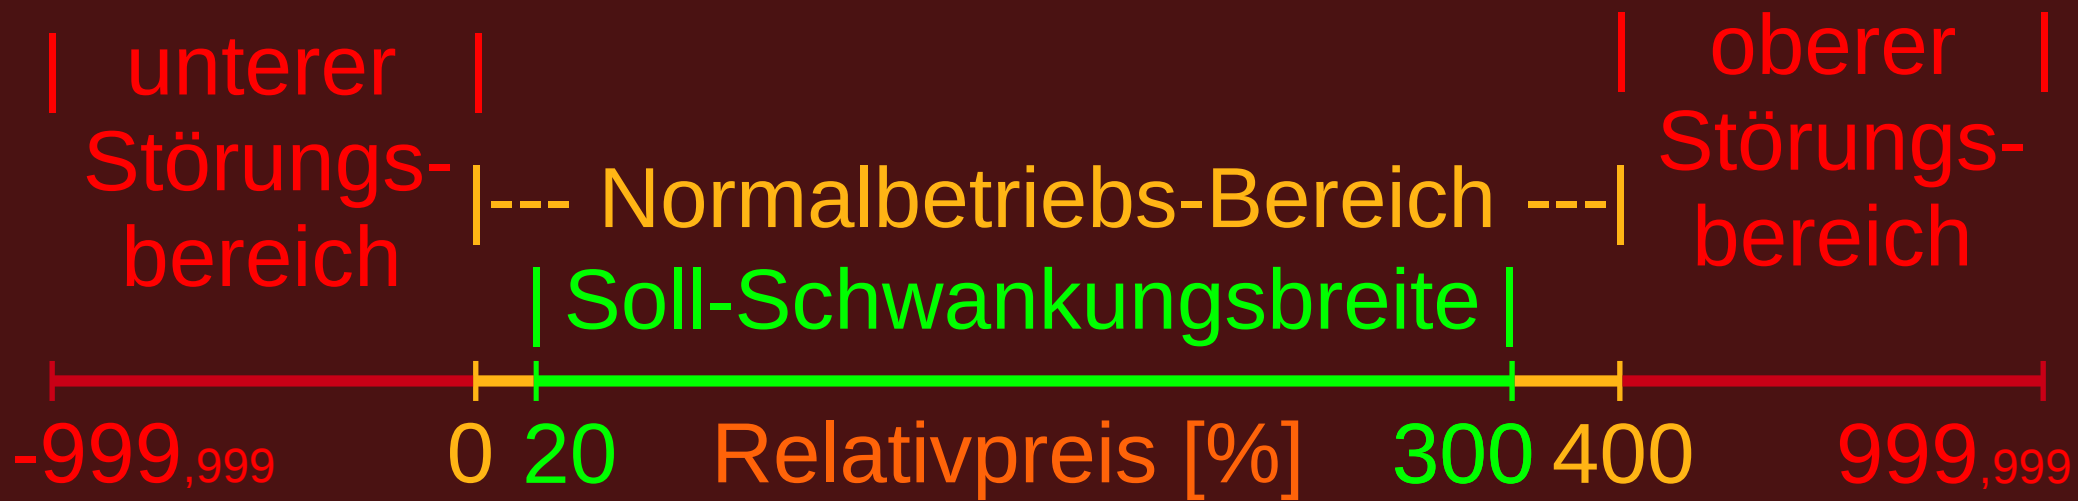 unterer
Störungs-
bereich
oberer
Störungs-
bereich
|--- Normalbetriebs-Bereich ---|
|Soll-Schwankungsbreite|
-999,999 0 20 Relativpreis [%] 300 400 999,999